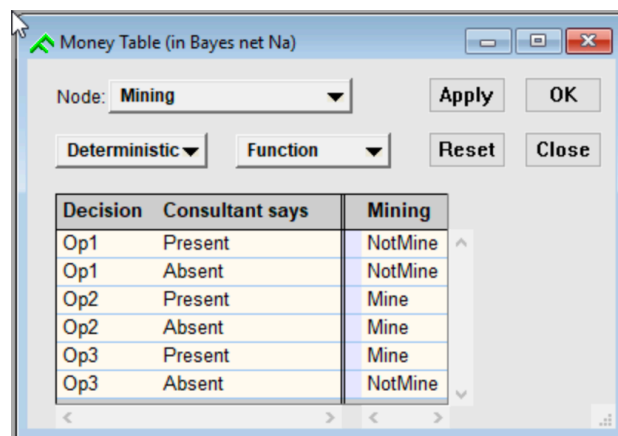 Money Table (in Bayes net Na)
Node: Mining Apply OK
Deterministic Function Reset Close
Decision Consultant says Mining
Op1 Present NotMine
Op1 Absent NotMine
Op2 Present Mine
Op2 Absent Mine
Op3 Present Mine
Op3 Absent NotMine